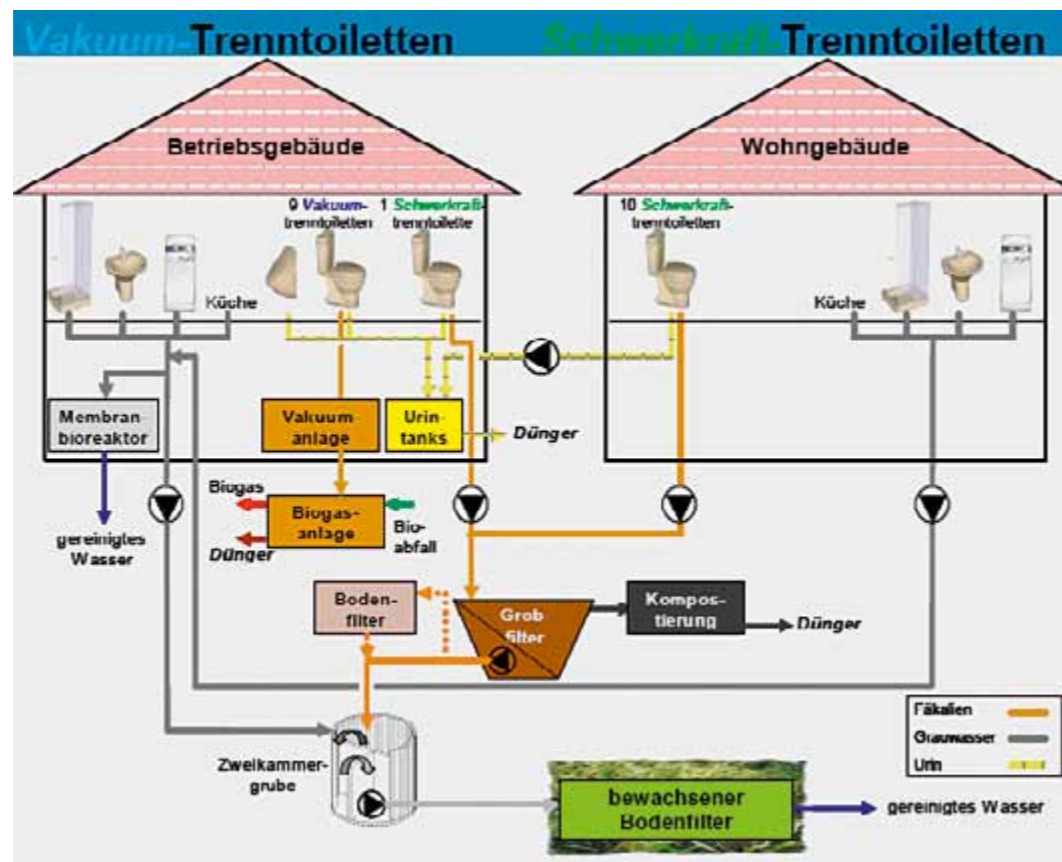 Vakuum-Trenntoiletten
Schwerkraft-Trenntoiletten
Betriebsgebäude
Wohngebäude
9 Vakuum-
trenntoiletten
1 Schwerkraft-
trenntoilette
10 Schwerkraft-
trenntoiletten
Küche
Küche
Membran
bioreaktor
Vakuum-
anlage
Urin-
tanks
Dünger
Biogas
Biogas-
anlage
Bio-
abfall
Dünger
gereinigtes
Wasser
Boden-
filter
Grob
filter
Kompos-
tierung
Dünger
Fäkalien
Grauwasser
Urin
Zweikammer-
grube
bewachsener
Bodenfilter
gereinigtes Wasser